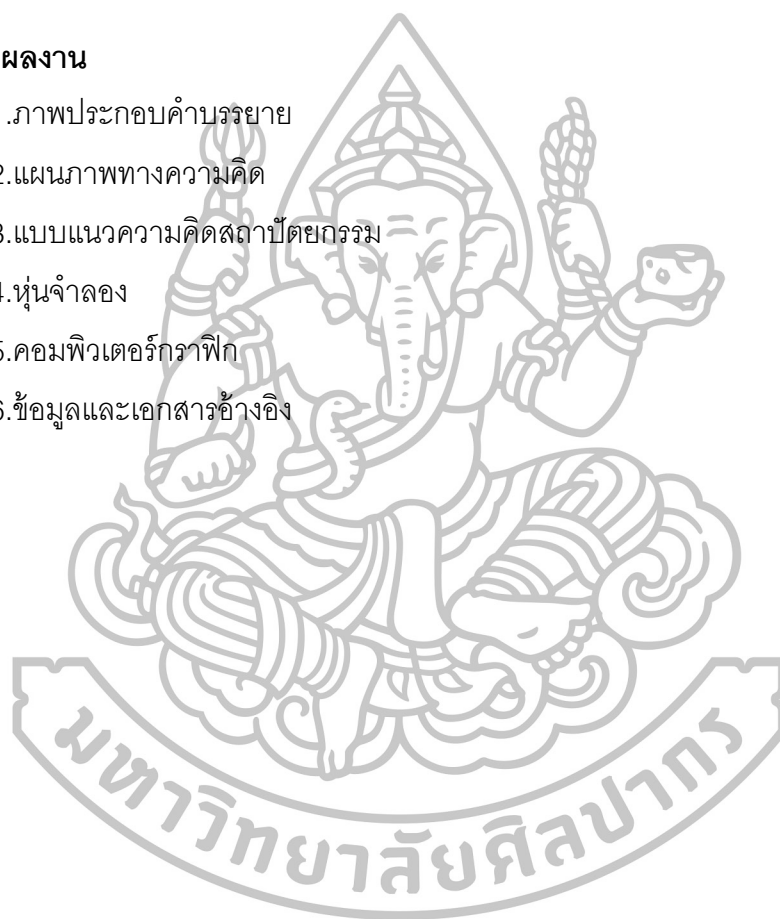 ผลงาน
1.ภาพประกอบคำบรรยาย
2.แผนภาพทางความคิด
3.แบบแนวความคิดสถาปัตยกรรม
4.หุ่นจำลอง
5.คอมพิวเตอร์กราฟิก
6.ข้อมูลและเอกสารอ้างอิง
มหาวิทยาลัยศิลปากร